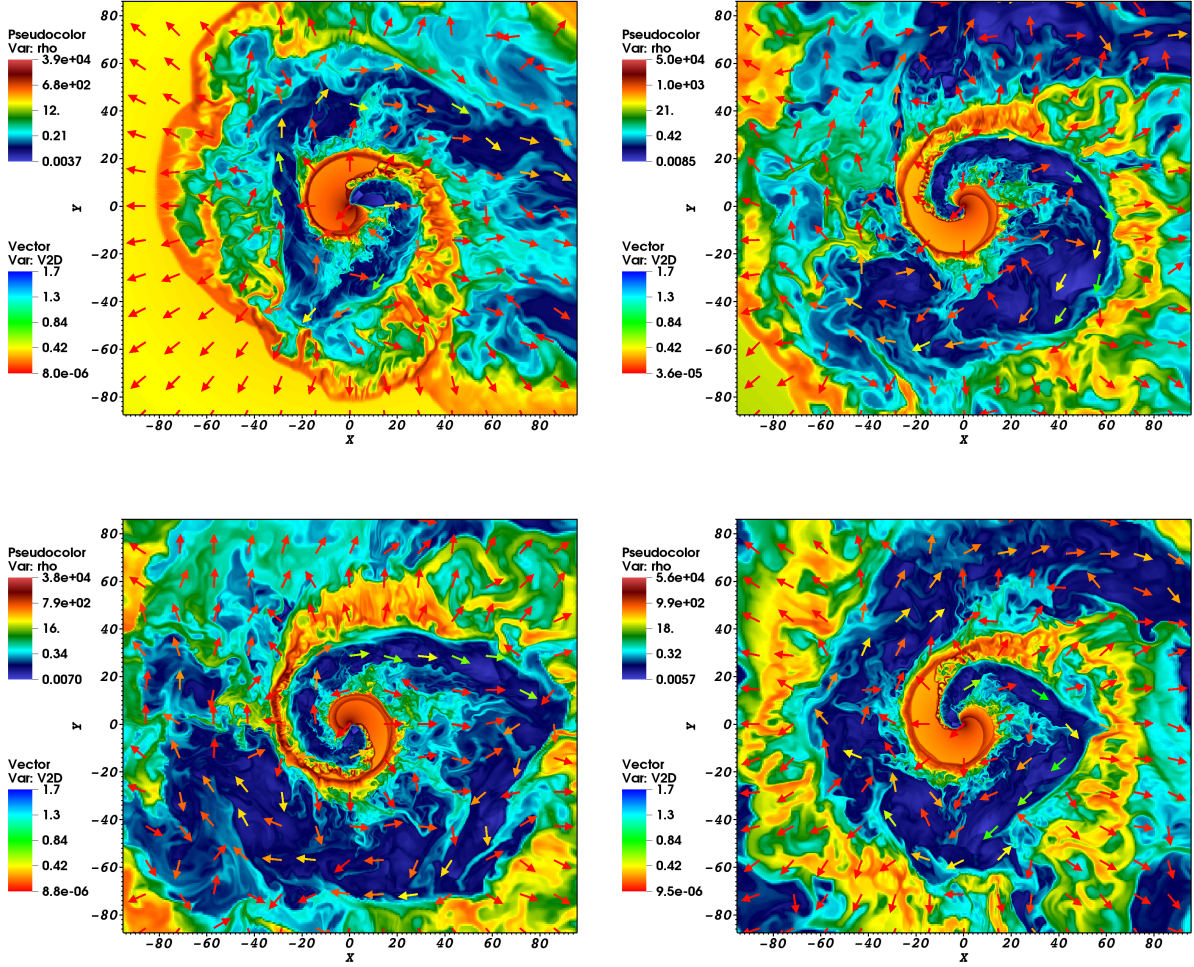 Pseudocolor
Var: rho
3.9e+04
6.8e+02
12.
0.21
0.0037
Vector
Var: V2D
1.7
1.3
0.84
0.42
8.0e-06
80
60
40
20
0
-20
-40
-60
-80
Y
-80 -60 -40 -20 0 20 40 60 80
X
Pseudocolor
Var: rho
5.0e+04
1.0e+03
21.
0.42
0.0085
Vector
Var: V2D
1.7
1.3
0.84
0.42
3.6e-05
80
60
40
20
0
-20
-40
-60
-80
Y
-80 -60 -40 -20 0 20 40 60 80
X
Pseudocolor
Var: rho
3.8e+04
7.9e+02
16.
0.34
0.0070
Vector
Var: V2D
1.7
1.3
0.84
0.42
8.8e-06
80
60
40
20
0
-20
-40
-60
-80
Y
-80 -60 -40 -20 0 20 40 60 80
X
Pseudocolor
Var: rho
5.6e+04
9.9e+02
18.
0.32
0.0057
Vector
Var: V2D
1.7
1.3
0.84
0.42
9.5e-06
80
60
40
20
0
-20
-40
-60
-80
Y
-80 -60 -40 -20 0 20 40 60 80
X